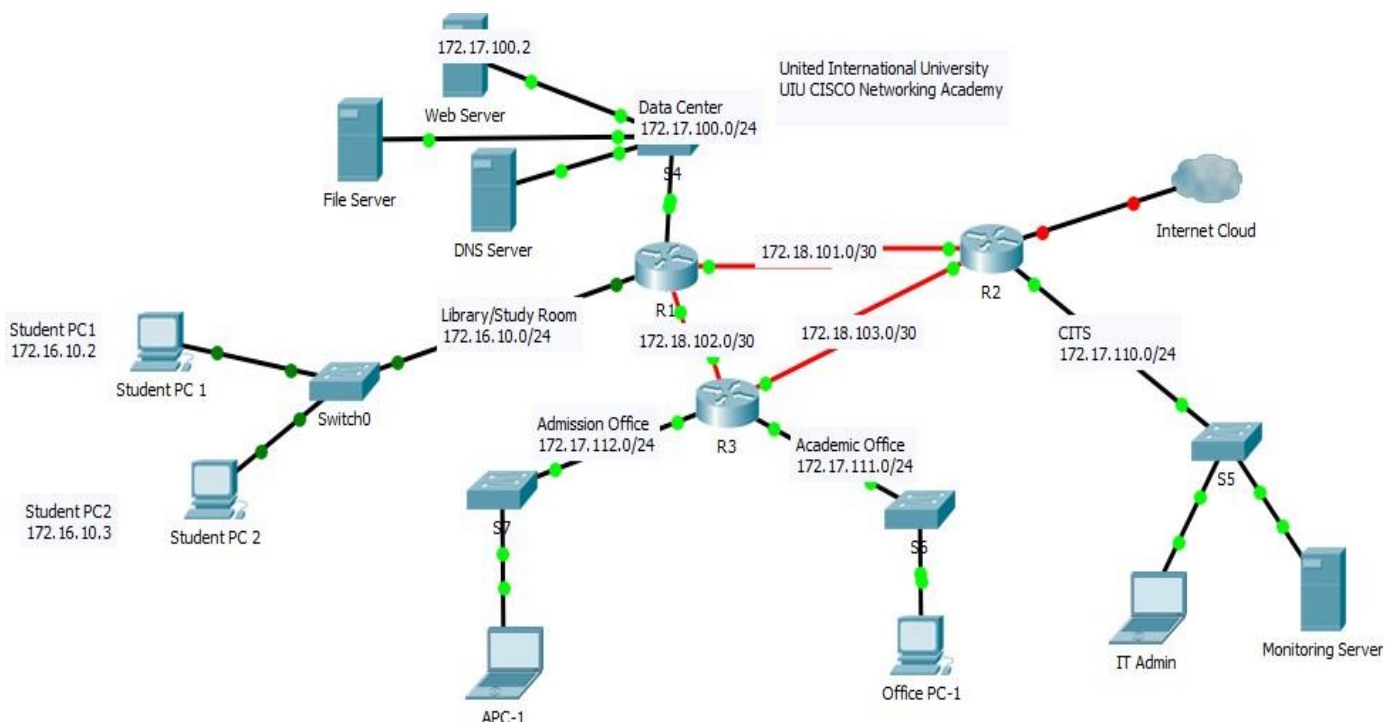 172.17.100.2
Web Server
United International University
UIU CISCO Networking Academy
Data Center
172.17.100.0/24
S4
File Server
DNS Server
Internet Cloud
172.18.101.0/30
R1
R2
Library/Study Room
172.16.10.0/24
172.18.102.0/30
172.18.103.0/30
CITS
172.17.110.0/24
Student PC1
172.16.10.2
Student PC 1
Switch0
Admission Office
172.17.112.0/24
R3
Academic Office
172.17.111.0/24
S5
Student PC2
172.16.10.3
Student PC 2
S7
S6
IT Admin
Monitoring Server
Office PC-1
APC-1